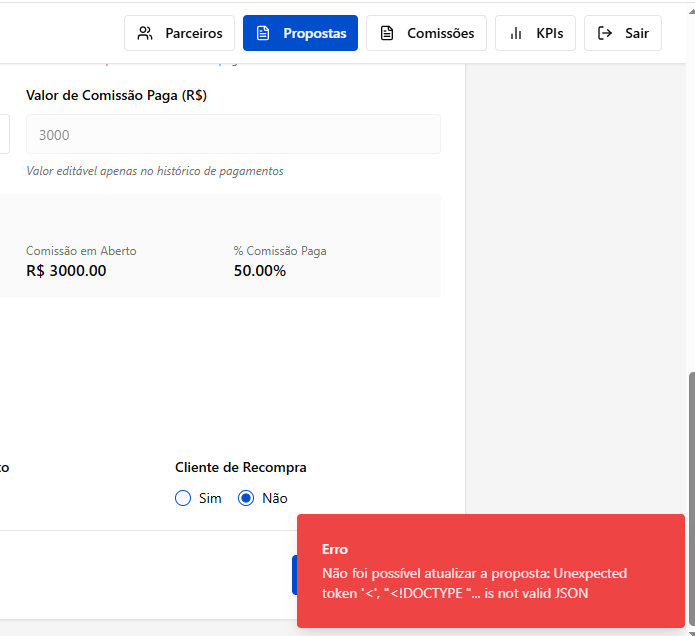 Parceiros
Propostas
Comissões
KPIs
Sair
Valor de Comissão Paga (R$)
3000
Valor editável apenas no histórico de pagamentos
Comissão em Aberto
% Comissão Paga
R$ 3000.00
50.00%
Cliente de Recompra
Sim
Não
Erro
Não foi possível atualizar a proposta: Unexpected
token '<', "<!DOCTYPE "... is not valid JSON